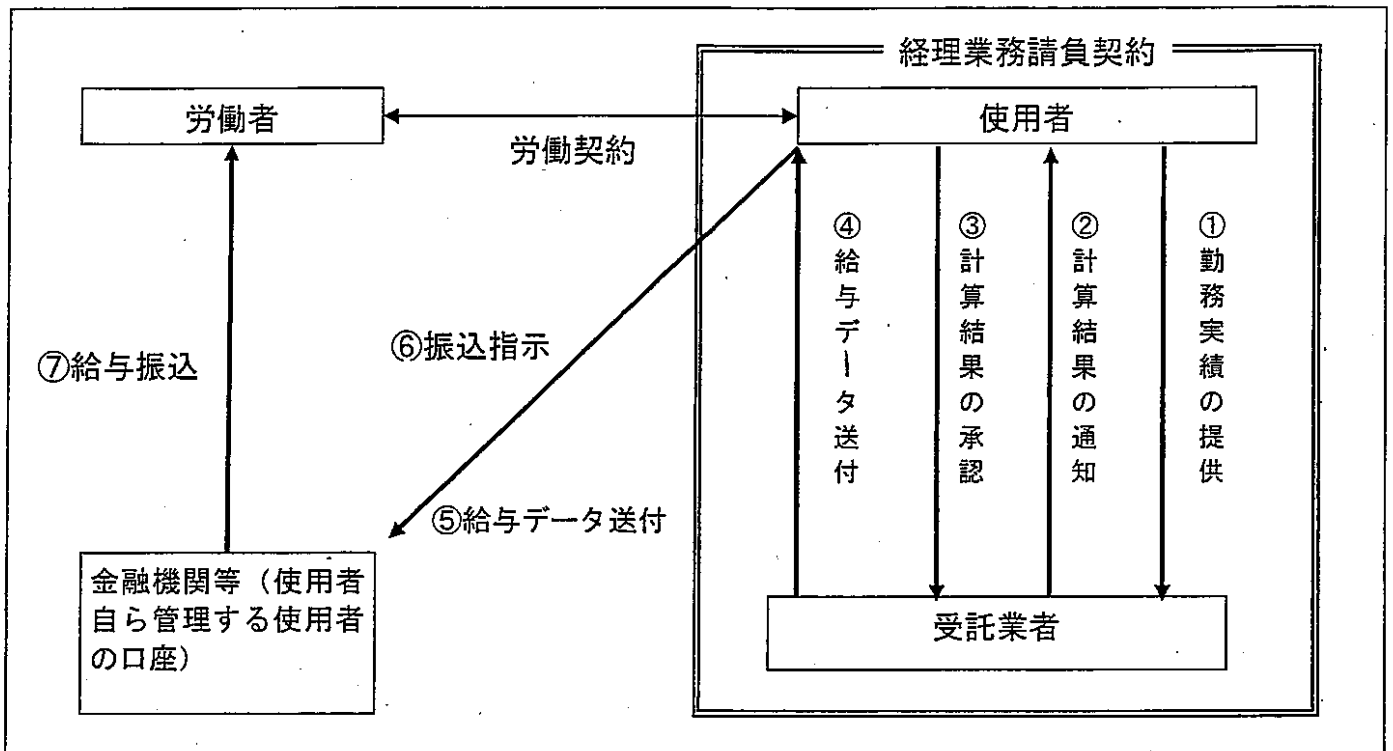 経理業務請負契約
労働者
使用者
労働契約
④給与データ送付
③計算結果の承認
②計算結果の通知
①勤務実績の提供
⑥振込指示
⑦給与振込
⑤給与データ送付
金融機関等（使用者
自ら管理する使用者
の口座）
受託業者